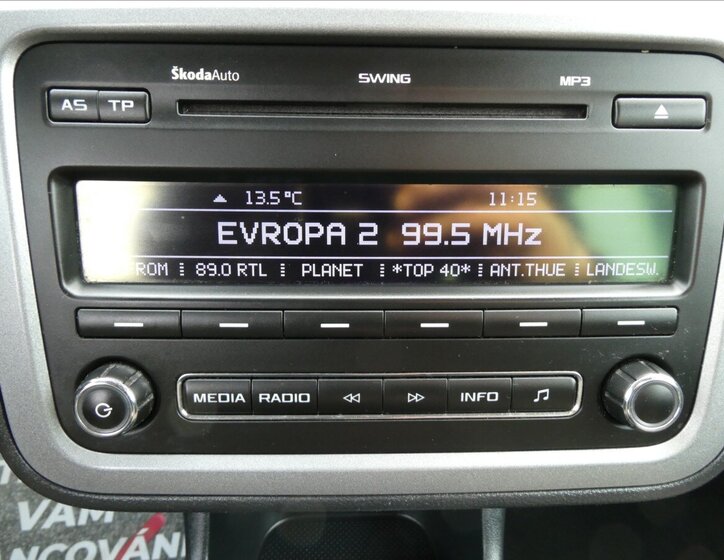 ŠkodaAuto SWING MP3
AS TP
13.5°C 11:15
EVROPA 2 99.5 MHz
ROM 89.0 RTL PLANET *TOP 40* ANT.THUE LANDESW.
MEDIA RADIO INFO
VÁM